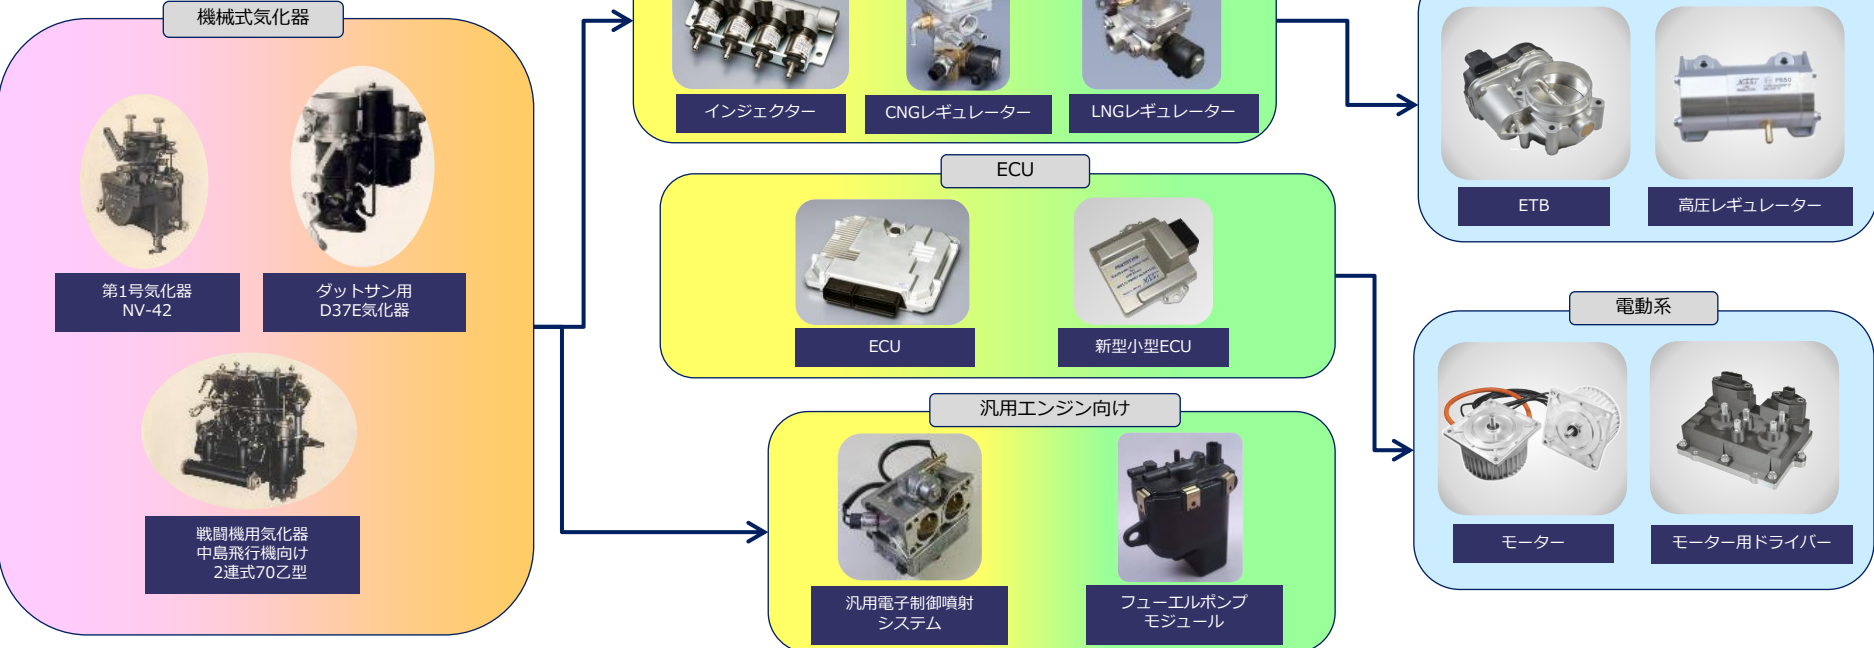 機械式気化器
第1号気化器
NV-42
ダットサン用
D37E気化器
戦闘機用気化器
中島飛行機向け
2連式70乙型
インジェクター
CNGレギュレーター
LNGレギュレーター
ECU
ECU
新型小型ECU
汎用エンジン向け
汎用電子制御噴射
システム
フューエルポンプ
モジュール
ETB
高圧レギュレーター
電動系
モーター
モーター用ドライバー